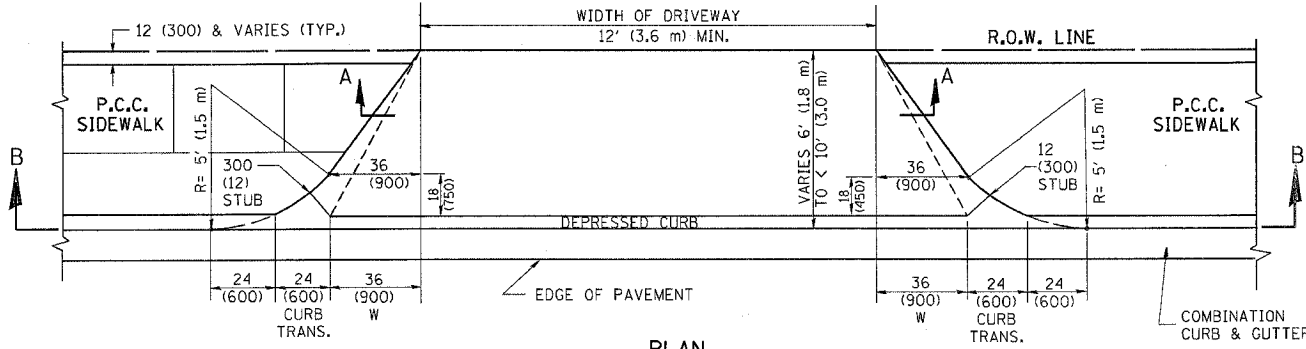 WIDTH OF DRIVEWAY
12' (3.6 m) MIN.
12 (300) & VARIES (TYP.)
R.O.W. LINE
A
A
P.C.C.
SIDEWALK
R= 5' (1.5 m)
VARIES 6' (1.8 m)
TO < 10' (3.0 m)
R= 5' (1.5 m)
P.C.C.
SIDEWALK
B
B
300
(12)
STUB
36
(900)
18
(750)
36
(900)
18
(450)
12
(300)
STUB
DEPRESSED CURB
24
(600)
24
(600)
CURB
TRANS.
36
(900)
W
EDGE OF PAVEMENT
36
(900)
W
24
(600)
CURB
TRANS.
24
(600)
COMBINATION
CURB & GUTTER
PLAN